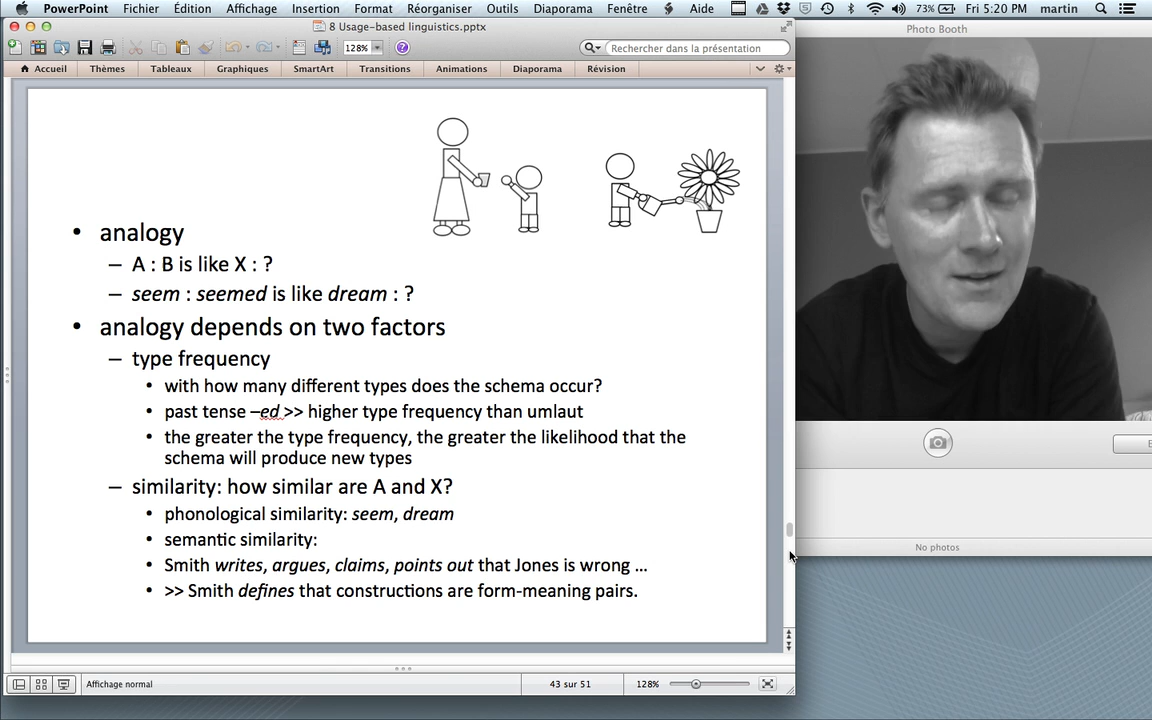 PowerPoint Fichier Édition Affichage Insertion Format Réorganiser Outils Diaporama Fenêtre Aide 73% Fri 5:20 PM martin
8 Usage-based linguistics.pptx
Photo Booth
128%
Rechercher dans la présentation
Accueil Thèmes Tableaux Graphiques SmartArt Transitions Animations Diaporama Révision
• analogy
– A : B is like X : ?
– seem : seemed is like dream : ?
• analogy depends on two factors
– type frequency
• with how many different types does the schema occur?
• past tense –ed >> higher type frequency than umlaut
• the greater the type frequency, the greater the likelihood that the
schema will produce new types
– similarity: how similar are A and X?
• phonological similarity: seem, dream
• semantic similarity:
• Smith writes, argues, claims, points out that Jones is wrong ...
• >> Smith defines that constructions are form-meaning pairs.
No photos
Affichage normal
43 sur 51
128%